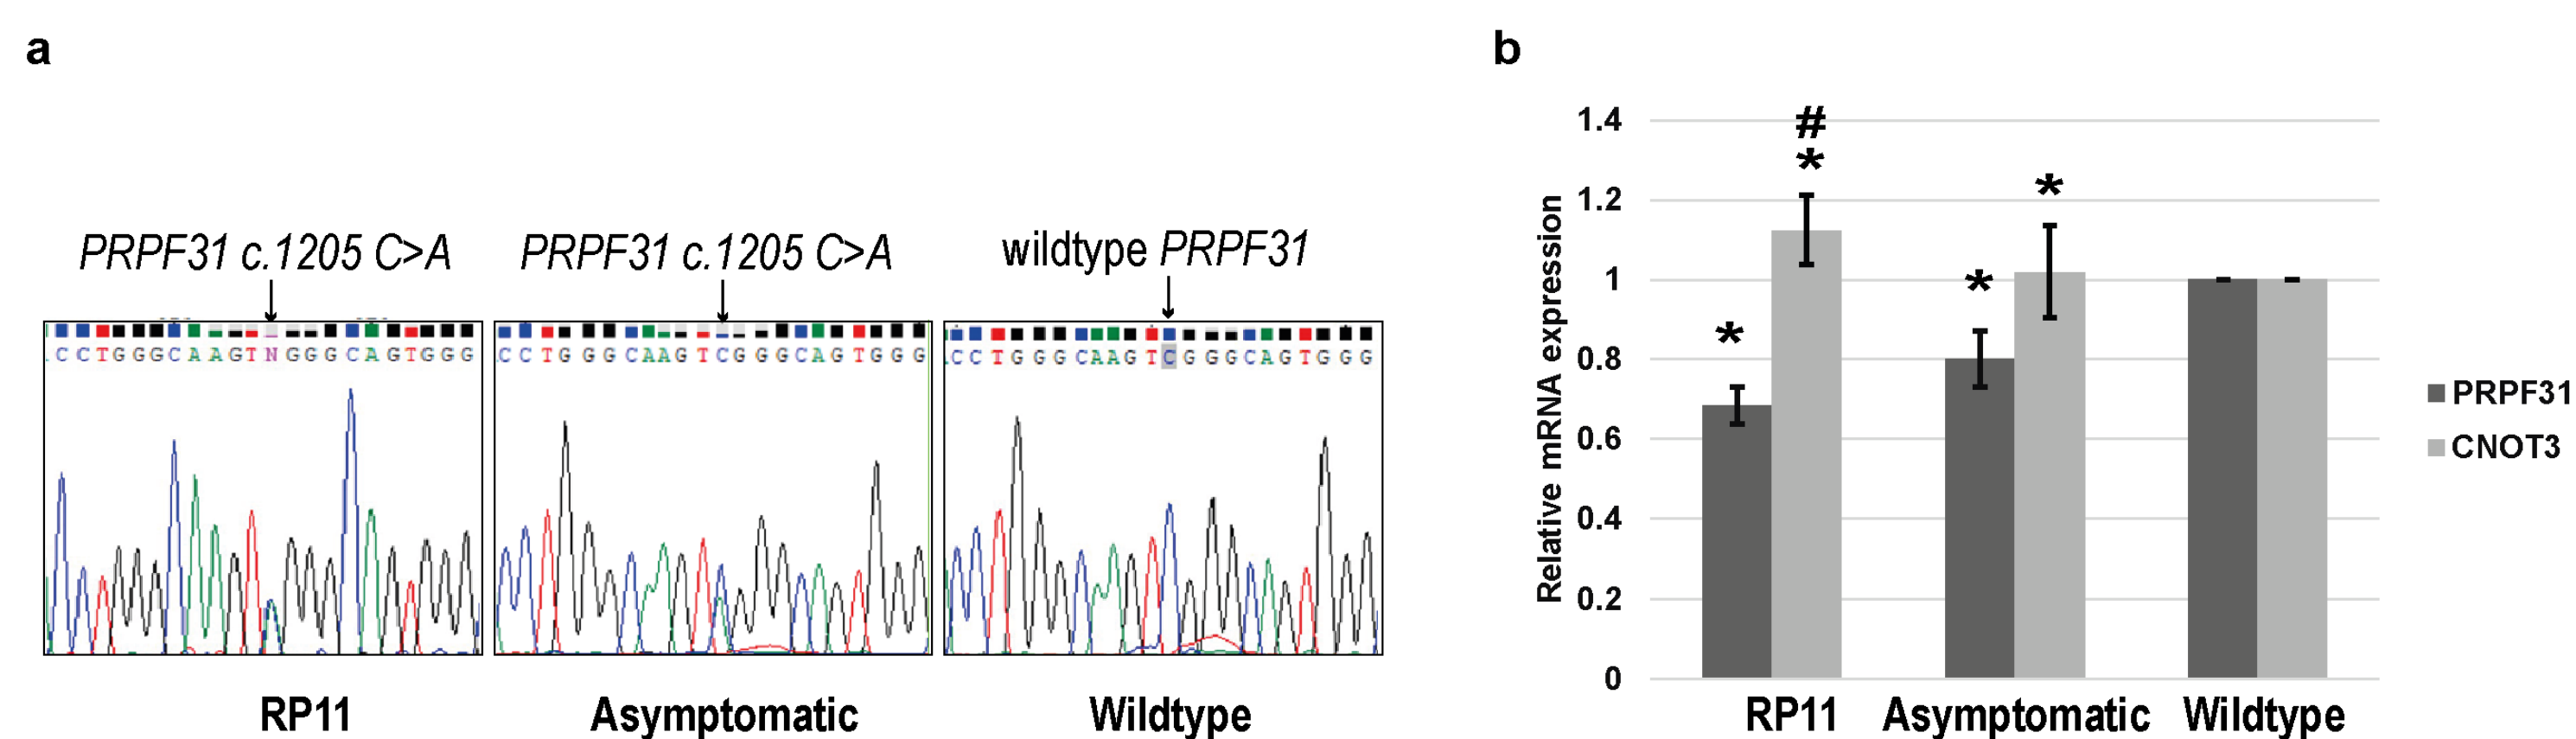 a
PRPF31 c.1205 C>A
PRPF31 c.1205 C>A
wildtype PRPF31
CCTGGGCAAGTNGGGCAGTGGG
CCTGGGCAAGTCGGGCAGTGGG
CCTGGGCAAGTCGGGCAGTGGG
RP11
Asymptomatic
Wildtype
b
Relative mRNA expression
1.4
1.2
1
0.8
0.6
0.4
0.2
0
#
*
*
*
*
RP11
Asymptomatic
Wildtype
PRPF31
CNOT3